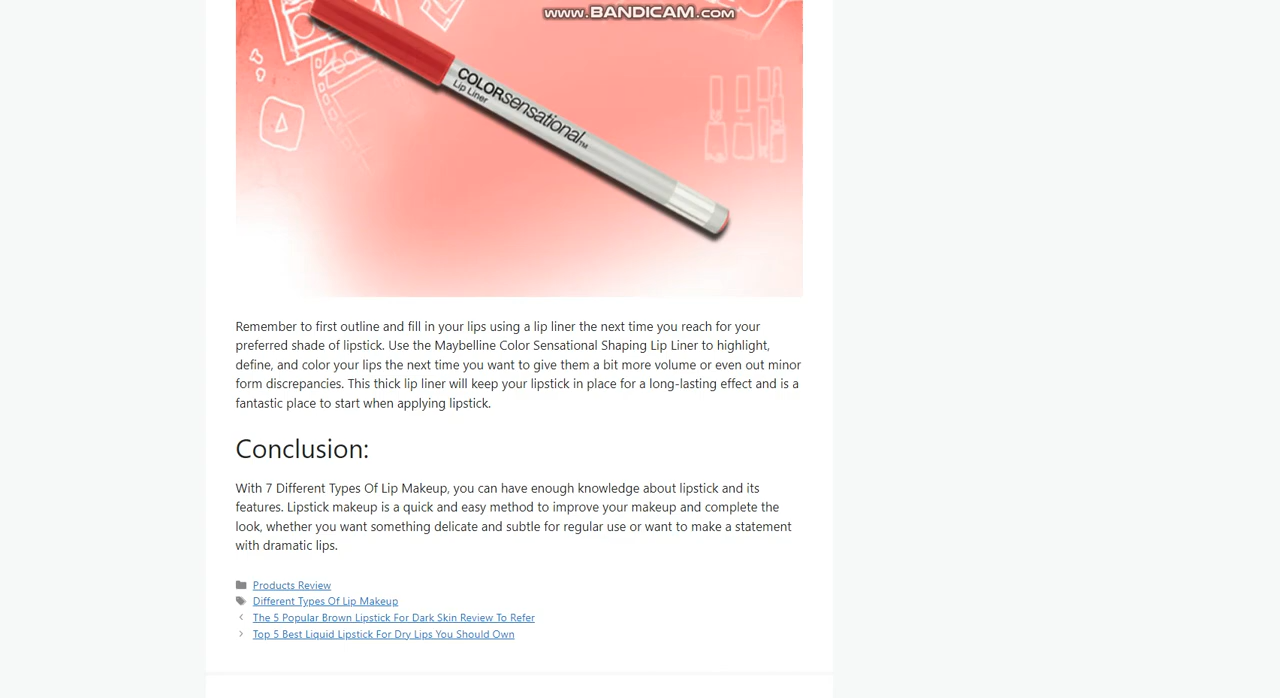 www.BANDICAM.com
COLORsensational™
Lip Liner
Remember to first outline and fill in your lips using a lip liner the next time you reach for your
preferred shade of lipstick. Use the Maybelline Color Sensational Shaping Lip Liner to highlight,
define, and color your lips the next time you want to give them a bit more volume or even out minor
form discrepancies. This thick lip liner will keep your lipstick in place for a long-lasting effect and is a
fantastic place to start when applying lipstick.
Conclusion:
With 7 Different Types Of Lip Makeup, you can have enough knowledge about lipstick and its
features. Lipstick makeup is a quick and easy method to improve your makeup and complete the
look, whether you want something delicate and subtle for regular use or want to make a statement
with dramatic lips.
Products Review
Different Types Of Lip Makeup
The 5 Popular Brown Lipstick For Dark Skin Review To Refer
Top 5 Best Liquid Lipstick For Dry Lips You Should Own